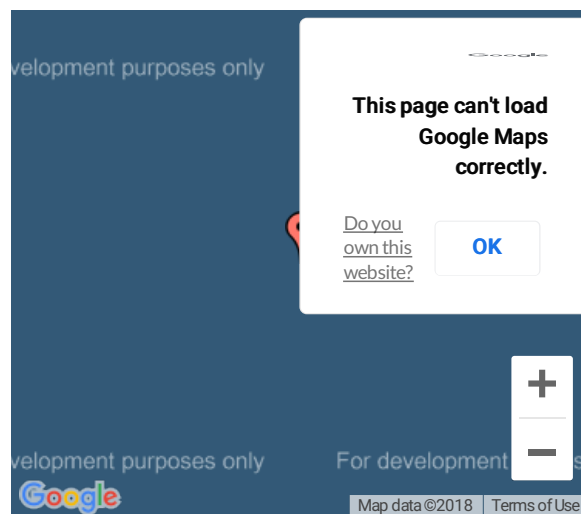 velopment purposes only
Google
This page can't load
Google Maps
correctly.
Do you
own this
website?
OK
+
−
velopment purposes only
For development
s
Google
Map data ©2018
Terms of Use